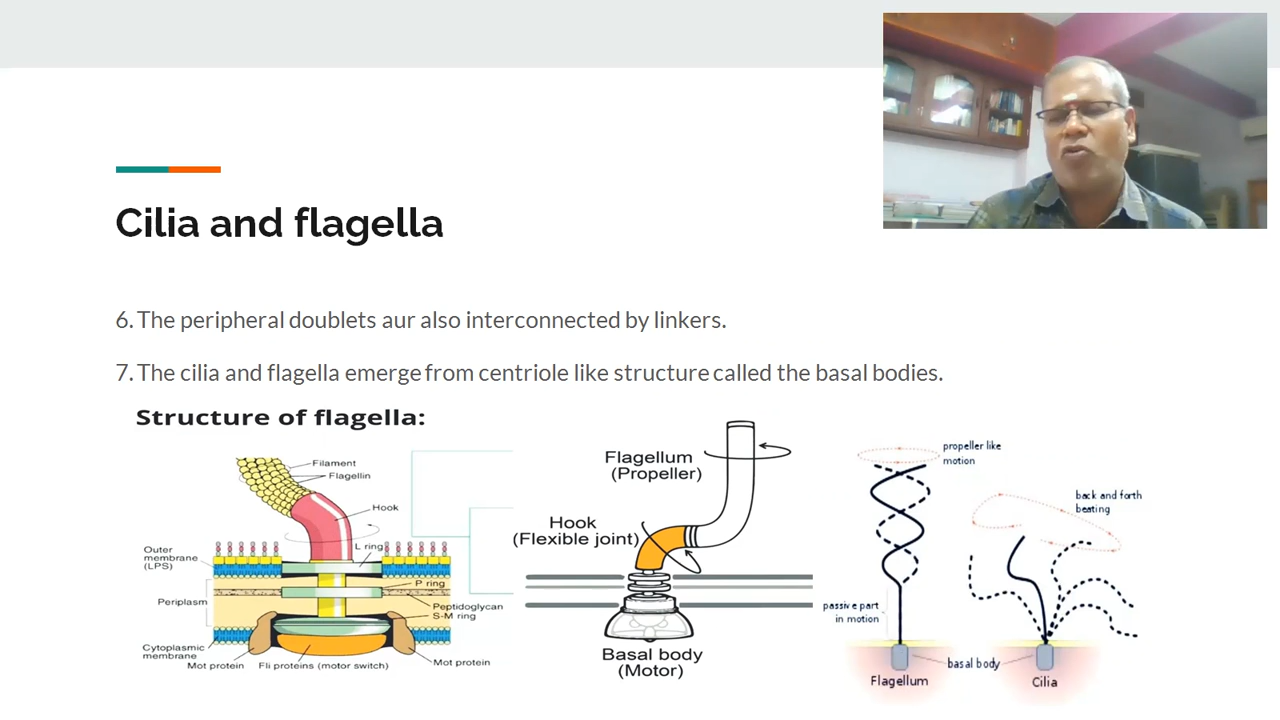 Cilia and flagella
6. The peripheral doublets aur also interconnected by linkers.
7. The cilia and flagella emerge from centriole like structure called the basal bodies.
Structure of flagella:
Filament
Flagellin
Hook
L ring
Outer
membrane
(LPS)
P ring
Periplasm
Peptidoglycan
S-M ring
Cytoplasmic
membrane
Mot protein
Fli proteins (motor switch)
Mot protein
Flagellum
(Propeller)
Hook
(Flexible joint)
Basal body
(Motor)
propeller like
motion
back and forth
beating
passive part
in motion
basal body
Flagellum
Cilia